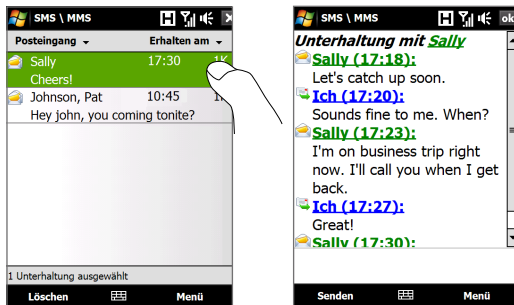 SMS \ MMS
Posteingang Erhalten am
Sally 17:30 1K
Cheers!
Johnson, Pat 10:45
Hey john, you coming tonite?
1 Unterhaltung ausgewählt
Löschen Menü
SMS \ MMS ok
Unterhaltung mit Sally
Sally (17:18):
Let's catch up soon.
Ich (17:20):
Sounds fine to me. When?
Sally (17:23):
I'm on business trip right
now. I'll call you when I get
back.
Ich (17:27):
Great!
Sally (17:30):
Senden Menü